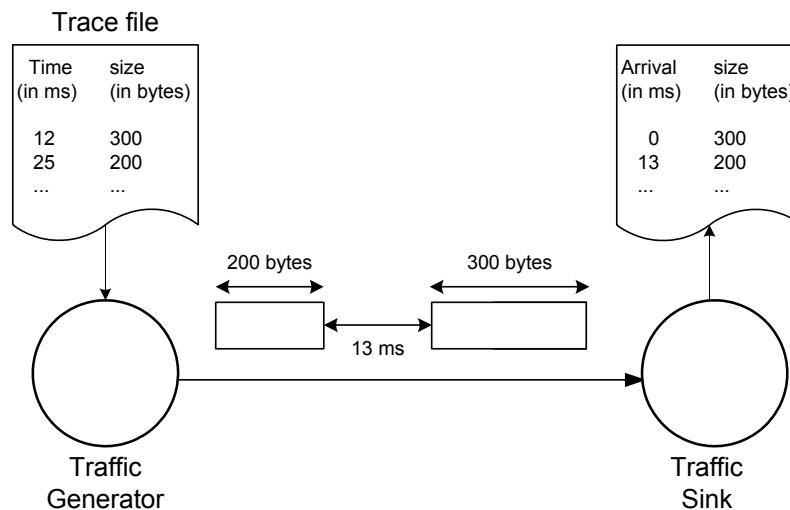 Trace file
Time size
(in ms) (in bytes)
12 300
25 200
... ...
Arrival size
(in ms) (in bytes)
0 300
13 200
... ...
200 bytes
300 bytes
13 ms
Traffic
Generator
Traffic
Sink